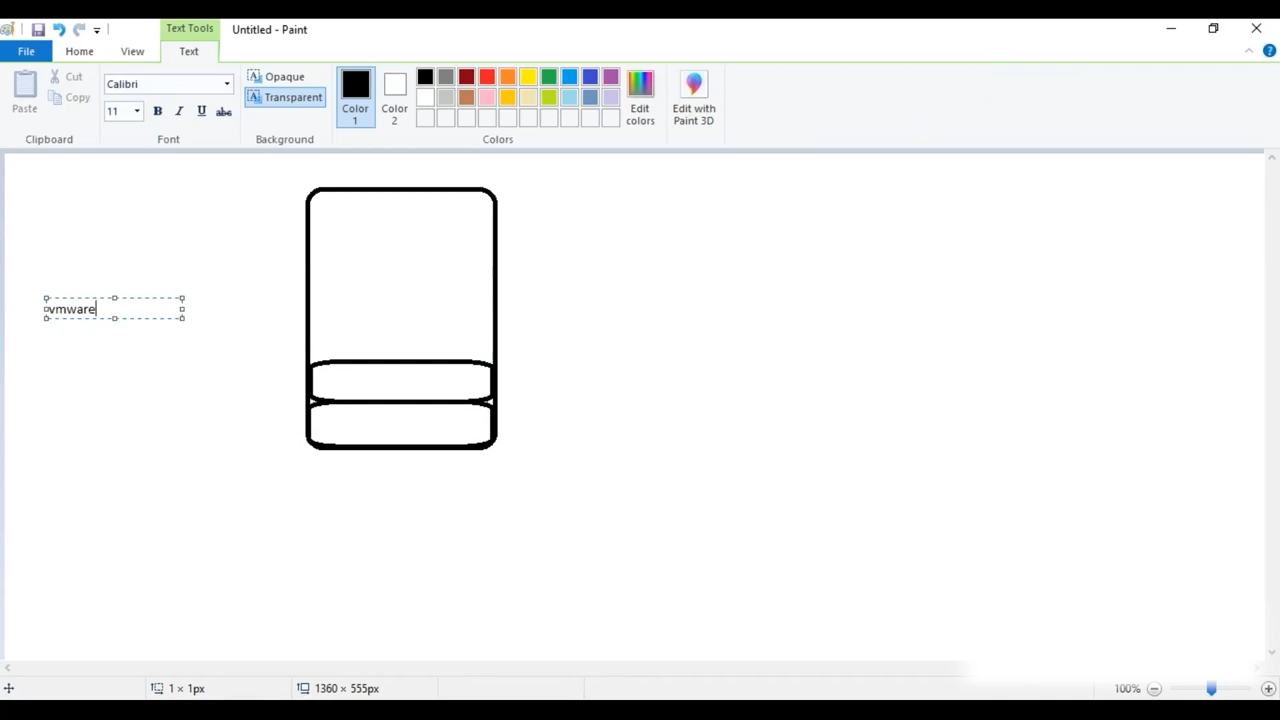 Text Tools
Untitled - Paint
File
Home
View
Text
Paste
Cut
Copy
Clipboard
Calibri
11
B I U abc
Font
Opaque
Transparent
Background
Color 1
Color 2
Edit colors
Colors
Edit with Paint 3D
vmware
1 × 1px
1360 × 555px
100%